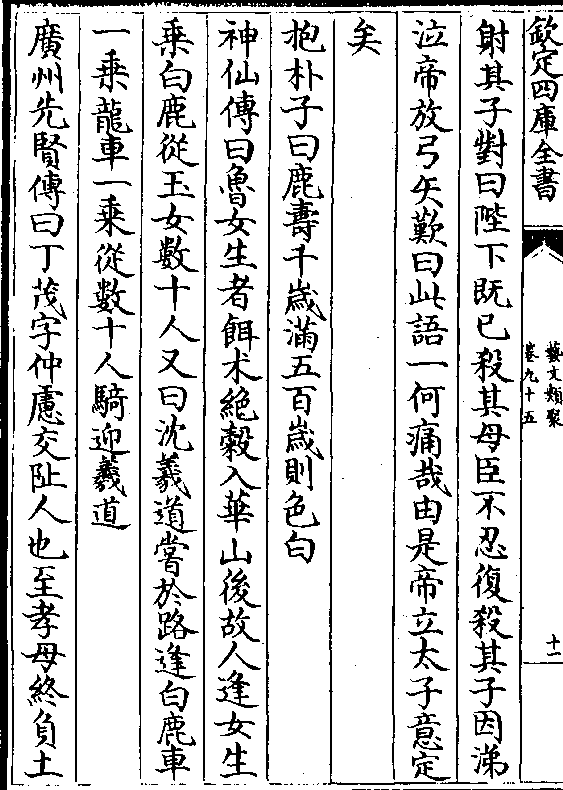 欽定四庫全書
藝文類聚
卷九十五
十一
射其子對曰陛下既已殺其母臣不忍復殺其子因涕
泣帝放弓矢歎曰此語一何痛哉由是帝立太子意定
矣
抱朴子曰鹿壽千歲滿五百歲則色白
神仙傳曰魯女生者餌术絕穀入華山後故人逢女生
乘白鹿從玉女數十人又曰沈羲道嘗於路逢白鹿車
一乘龍車一乘從數十人騎迎羲道
廣州先賢傳曰丁茂字仲慮交阯人也至孝母終負土